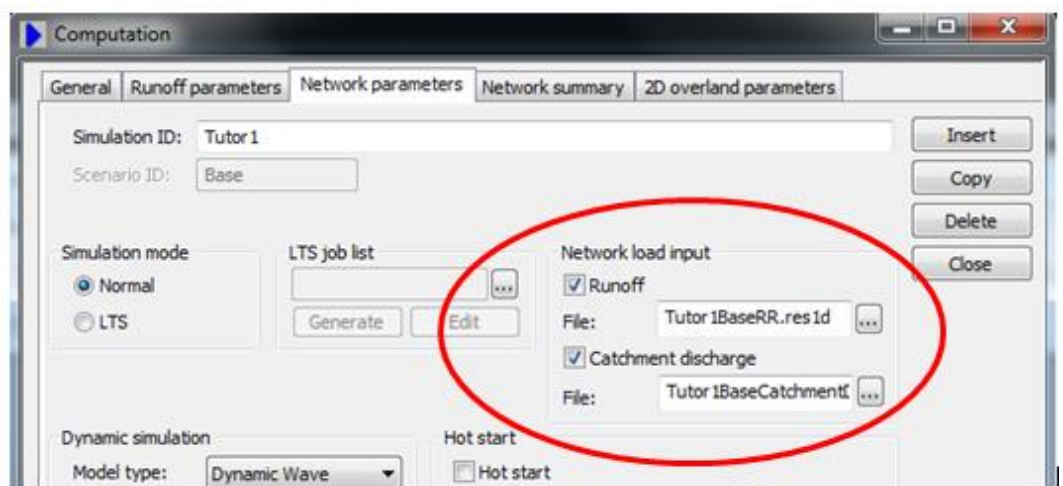 Computation
General Runoff parameters Network parameters Network summary 2D overland parameters
Simulation ID: Tutor1 Insert
Scenario ID: Base Copy
Delete
Simulation mode LTS job list Network load input Close
Normal ... Runoff
LTS Generate Edit File: Tutor1BaseRR.res1d ...
Catchment discharge
File: Tutor1BaseCatchment ...
Dynamic simulation Hot start
Model type: Dynamic Wave Hot start